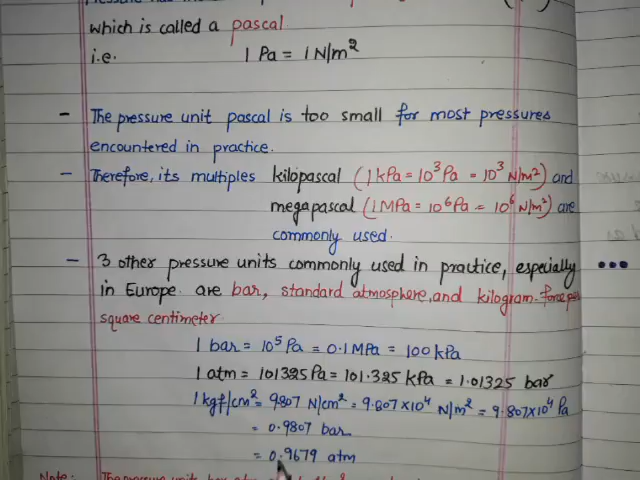 which is called a pascal
i.e. 1 Pa = 1 N/m²
- The pressure unit pascal is too small for most pressures
encountered in practice.
- Therefore, its multiples kilopascal (1 kPa = 10³ Pa = 10³ N/m²) and
megapascal (1 MPa = 10⁶ Pa = 10⁶ N/m²) are
commonly used.
- 3 other pressure units commonly used in practice, especially
in Europe are bar, standard atmosphere, and kilogram-force per
square centimeter.
1 bar = 10⁵ Pa = 0.1 MPa = 100 kPa
1 atm = 101325 Pa = 101.325 kPa = 1.01325 bar
1 kgf/cm² = 9807 N/cm² = 9.807×10⁴ N/m² = 9.807×10⁴ Pa
= 0.9807 bar
= 0.9679 atm
Note: